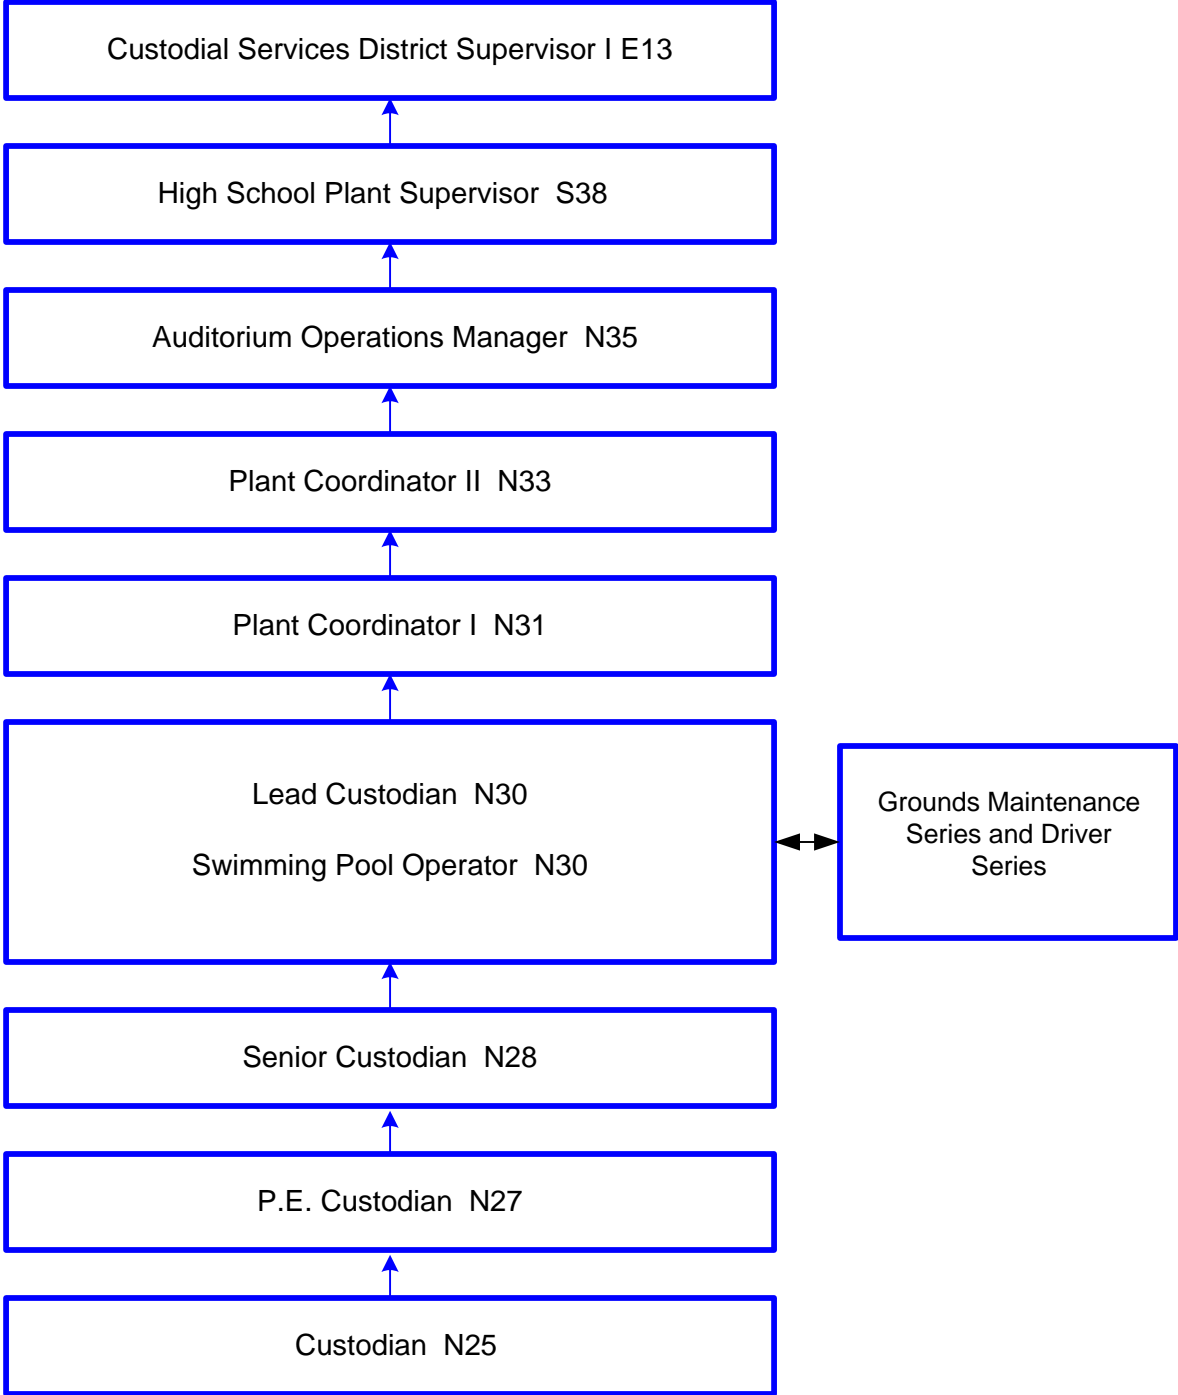 Custodial Services District Supervisor I E13
High School Plant Supervisor  S38
Auditorium Operations Manager  N35
Plant Coordinator II  N33
Plant Coordinator I  N31
Lead Custodian  N30
Swimming Pool Operator  N30
Grounds Maintenance
Series and Driver
Series
Senior Custodian  N28
P.E. Custodian  N27
Custodian  N25